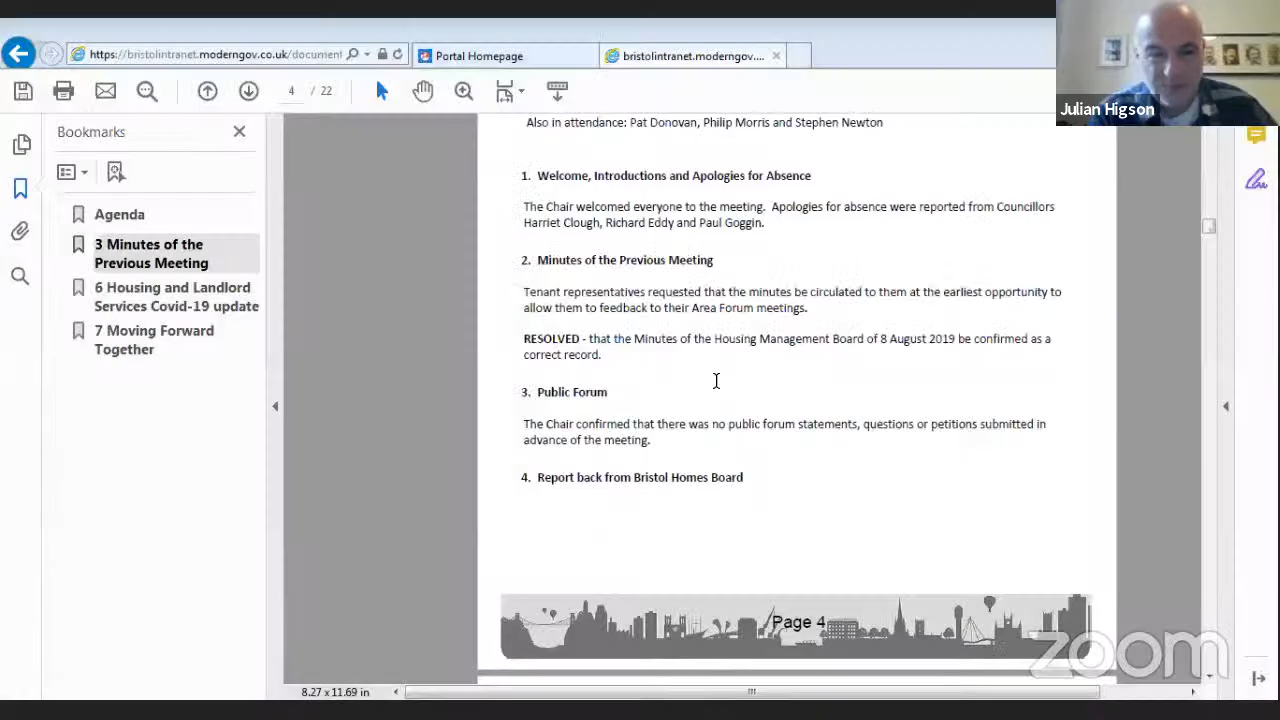 https://bristolintranet.moderngov.co.uk/document
Portal Homepage
bristolintranet.moderngov....
Julian Higson
4 / 22
Bookmarks
Agenda
3 Minutes of the
Previous Meeting
6 Housing and Landlord
Services Covid-19 update
7 Moving Forward
Together
Also in attendance: Pat Donovan, Philip Morris and Stephen Newton
1. Welcome, Introductions and Apologies for Absence
The Chair welcomed everyone to the meeting. Apologies for absence were reported from Councillors
Harriet Clough, Richard Eddy and Paul Goggin.
2. Minutes of the Previous Meeting
Tenant representatives requested that the minutes be circulated to them at the earliest opportunity to
allow them to feedback to their Area Forum meetings.
RESOLVED - that the Minutes of the Housing Management Board of 8 August 2019 be confirmed as a
correct record.
3. Public Forum
The Chair confirmed that there was no public forum statements, questions or petitions submitted in
advance of the meeting.
4. Report back from Bristol Homes Board
Page 4
zoom
8.27 x 11.69 in